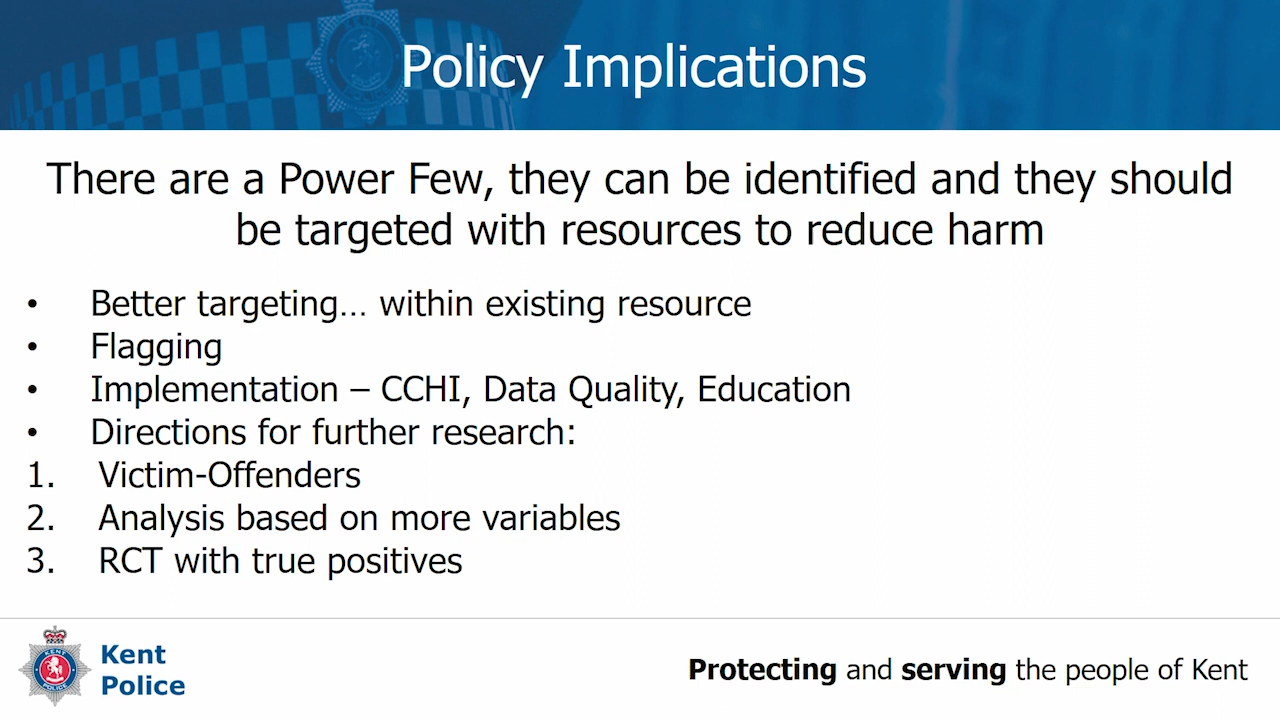 Policy Implications
There are a Power Few, they can be identified and they should
be targeted with resources to reduce harm
• Better targeting... within existing resource
• Flagging
• Implementation – CCHI, Data Quality, Education
• Directions for further research:
1. Victim-Offenders
2. Analysis based on more variables
3. RCT with true positives
KENT
POLICE
Kent
Police
Protecting and serving the people of Kent